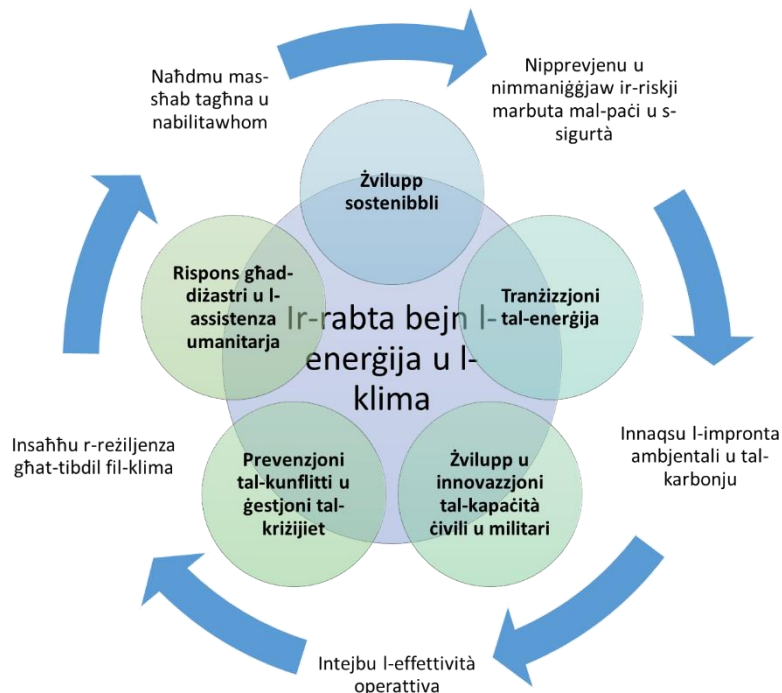 Naħdmu mas-
sħab tagħna u
nabilitawhom
Nipprevjenu u
nimmaniġġjaw ir-riskji
marbuta mal-paċi u s-
sigurtà
Żvilupp
sostenibbli
Rispons għad-
diżastri u l-
assistenza
umanitarja
Tranżizzjoni
tal-enerġija
Ir-rabta bejn l-
enerġija u l-
klima
Insaħħu r-reżiljenza
għat-tibdil fil-klima
Prevenzjoni
tal-kunflitti u
ġestjoni tal-
kriżijiet
Żvilupp u
innovazzjoni
tal-kapaċità
ċivili u militari
Innaqsu l-impronta
ambjentali u tal-
karbonju
Intejbu l-effettività
operattiva